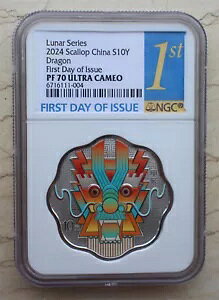 Lunar Series
2024 Scallop China S10Y
Dragon
First Day of Issue
PF 70 ULTRA CAMEO
6716111-004
1st
FIRST DAY OF ISSUE
NGC
10